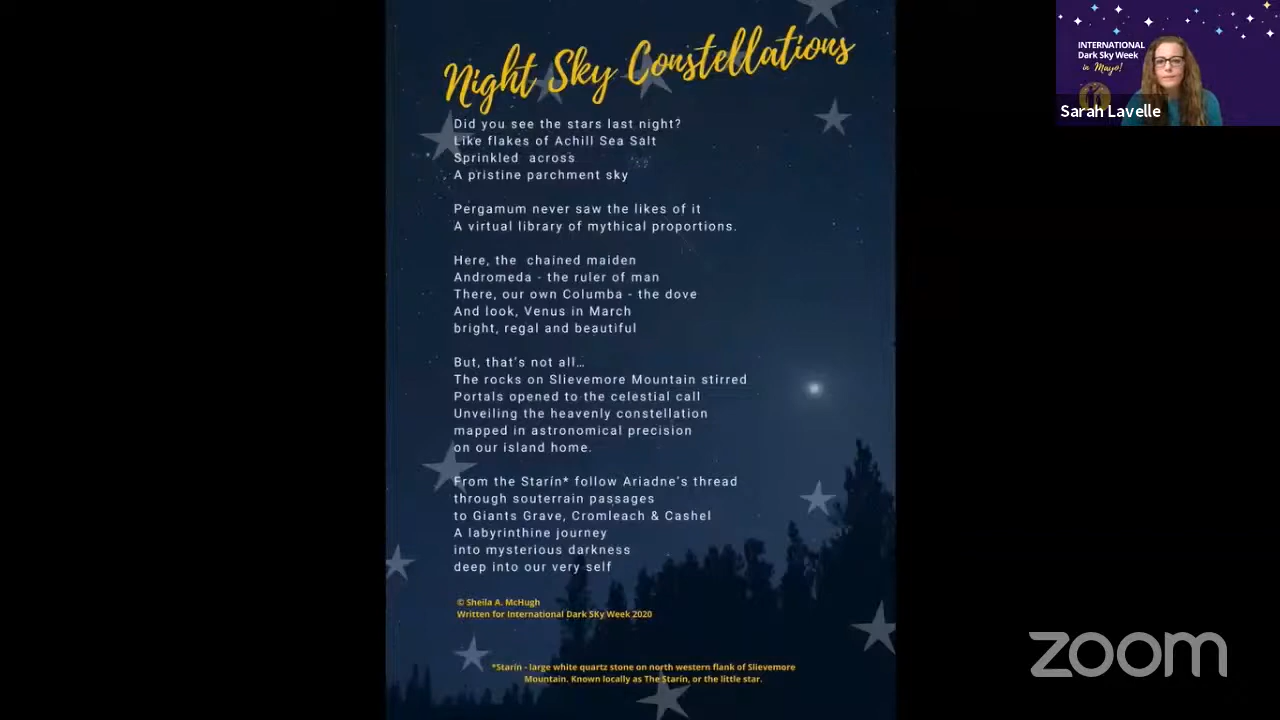 Night Sky Constellations
Did you see the stars last night?
Like flakes of Achill Sea Salt
Sprinkled across
A pristine parchment sky
Pergamum never saw the likes of it
A virtual library of mythical proportions.
Here, the chained maiden
Andromeda - the ruler of man
There, our own Columba - the dove
And look, Venus in March
bright, regal and beautiful
But, that's not all...
The rocks on Slievemore Mountain stirred
Portals opened to the celestial call
Unveiling the heavenly constellation
mapped in astronomical precision
on our island home.
From the Starín* follow Ariadne's thread
through souterrain passages
to Giants Grave, Cromleach & Cashel
A labyrinthine journey
into mysterious darkness
deep into our very self
© Sheila A. McHugh
Written for International Dark SKy Week 2020
*Starín - large white quartz stone on north western flank of Slievemore
Mountain. Known locally as The Starín, or the little star.
INTERNATIONAL
Dark Sky Week
in Mayo!
Sarah Lavelle
zoom